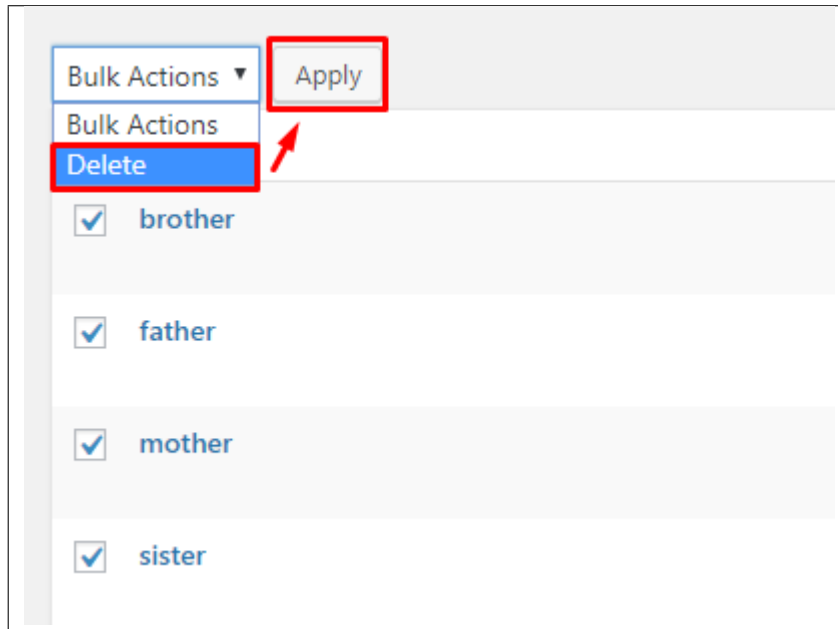 Bulk Actions ▼ Apply
Bulk Actions
Delete
brother
father
mother
sister